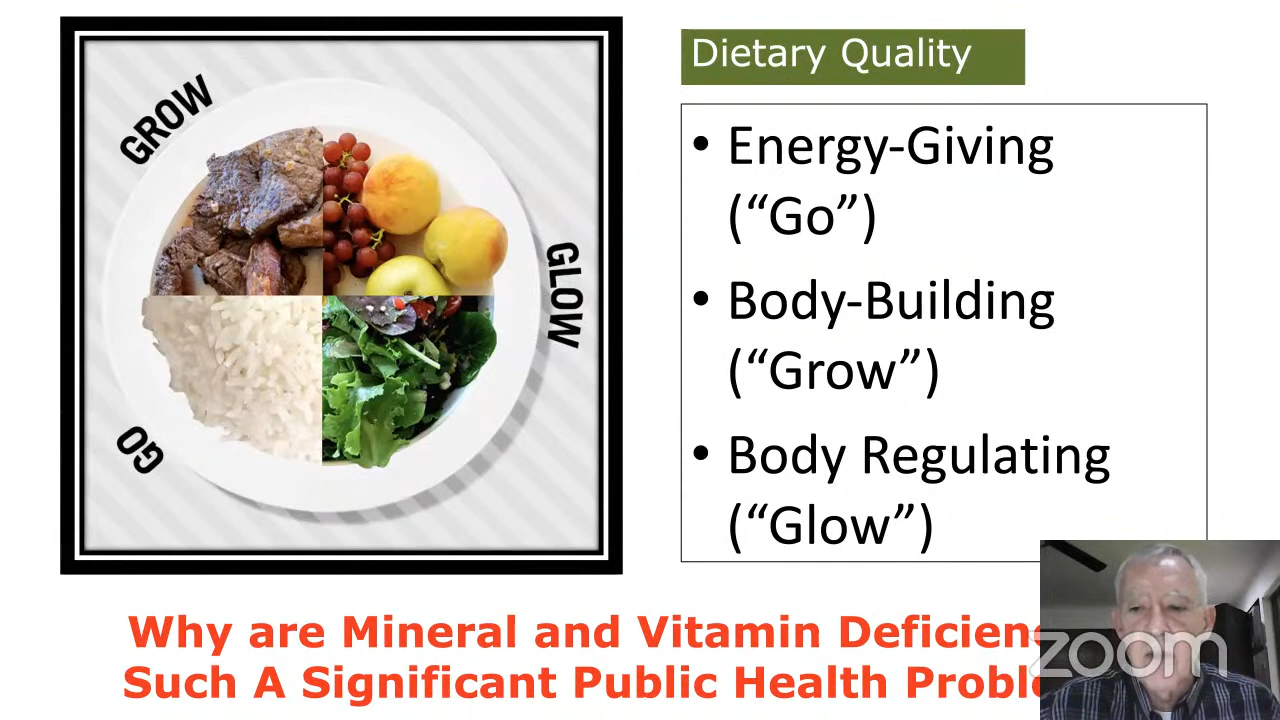 GROW
GLOW
GO
Dietary Quality
• Energy-Giving
(“Go”)
• Body-Building
(“Grow”)
• Body Regulating
(“Glow”)
Why are Mineral and Vitamin
Such A Significant Public Health
zoom